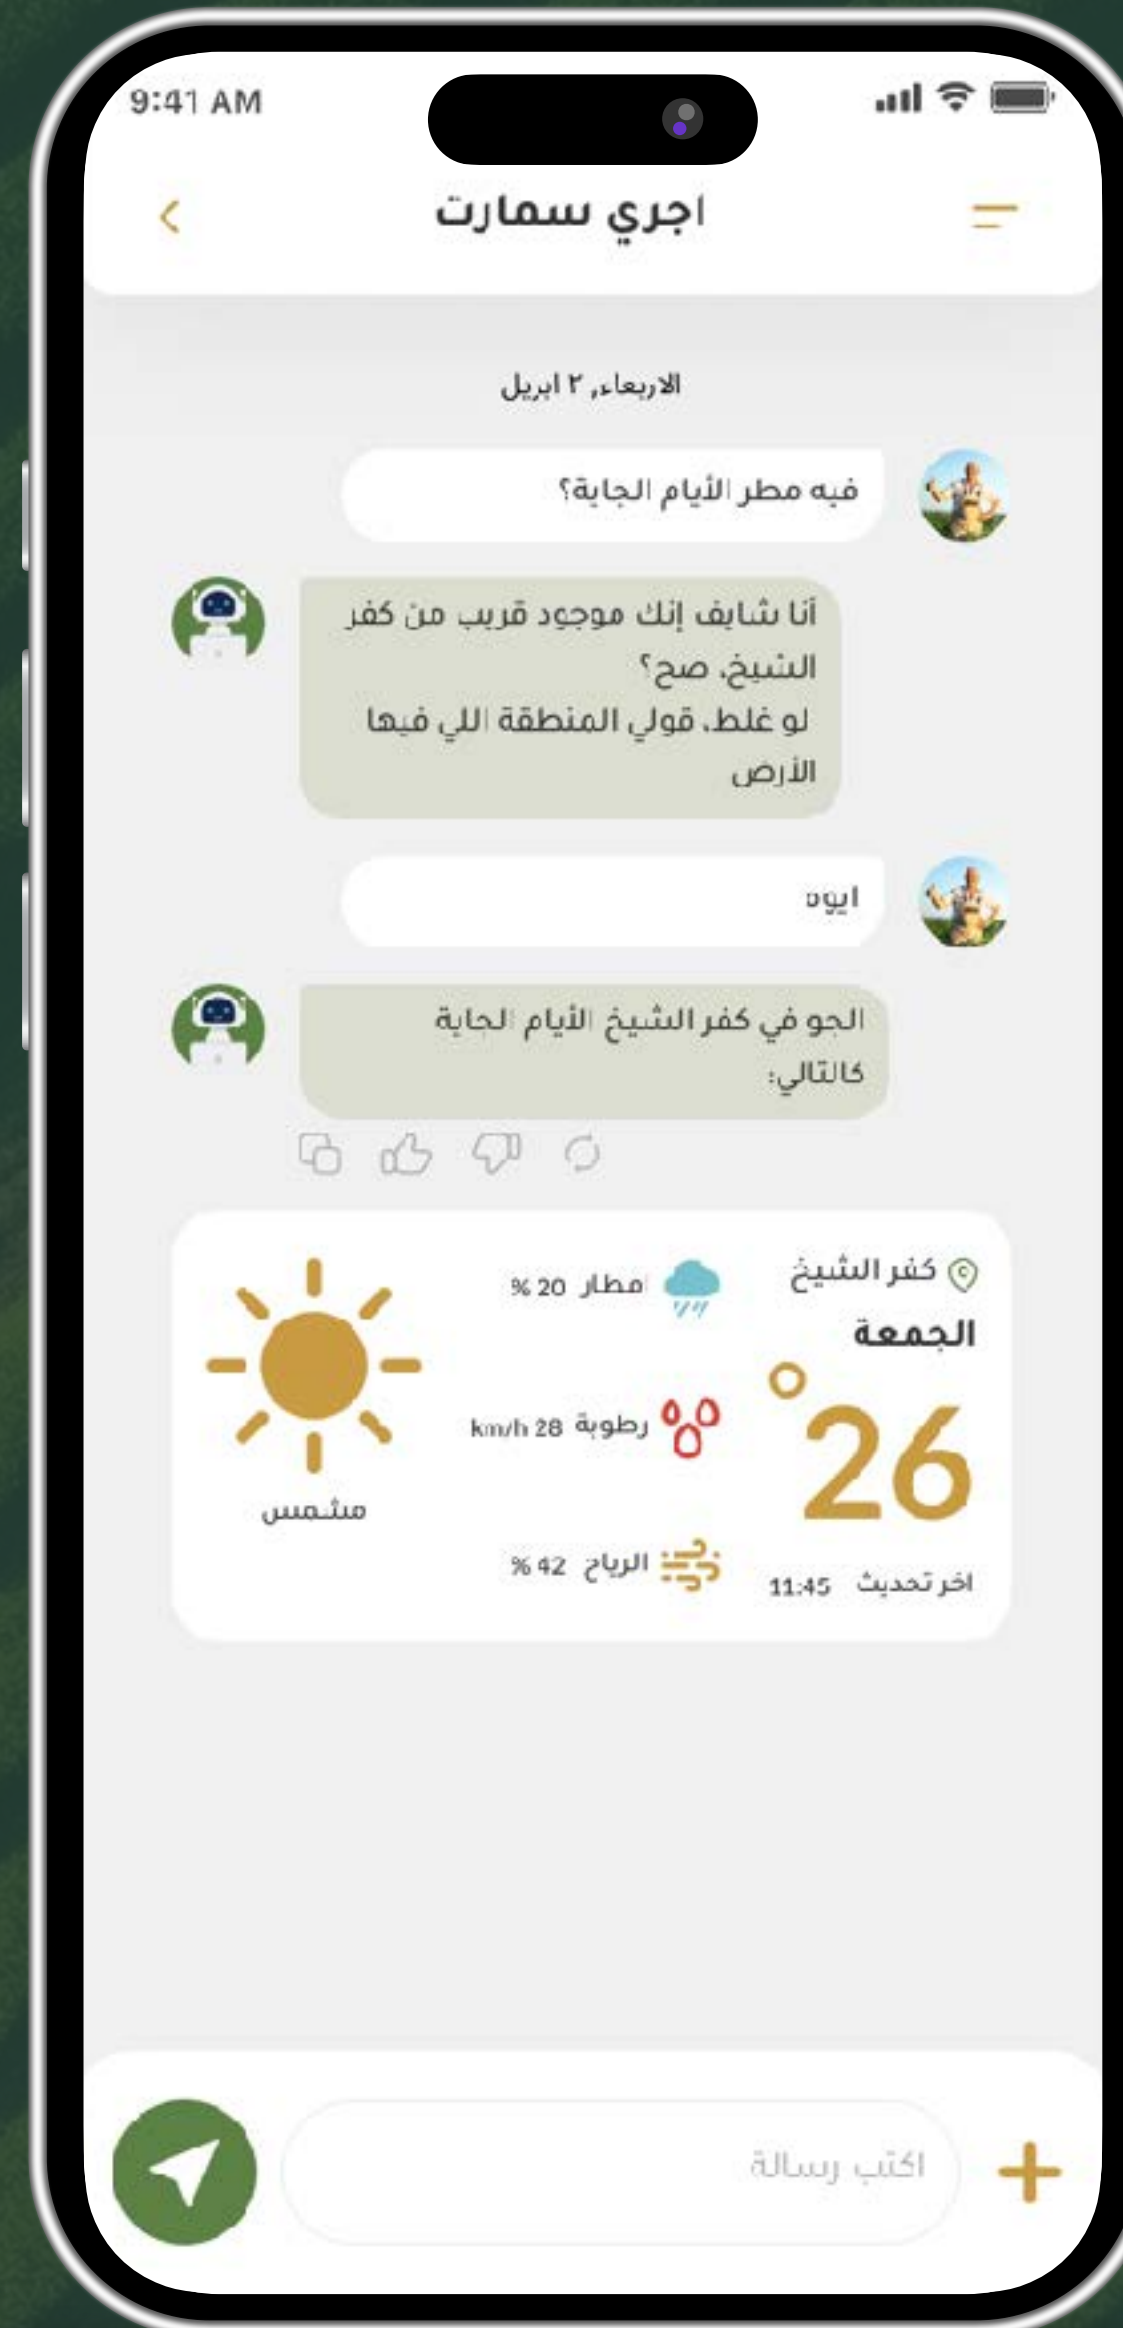 9:41 AM
اجري سمارت
الاربعاء, ٢ ابريل
فيه مطر الأيام الجاية؟
أنا شايف إنك موجود قريب من كفر
الشيخ، صح؟
لو غلط، قولي المنطقة اللي فيها
الأرض
ايوه
الجو في كفر الشيخ الأيام الجاية
كالتالي:
كفر الشيخ
الجمعة
26°
اخر تحديث 11:45
امطار 20 %
رطوبة 28 km/h
الرياح 42 %
مشمس
اكتب رسالة